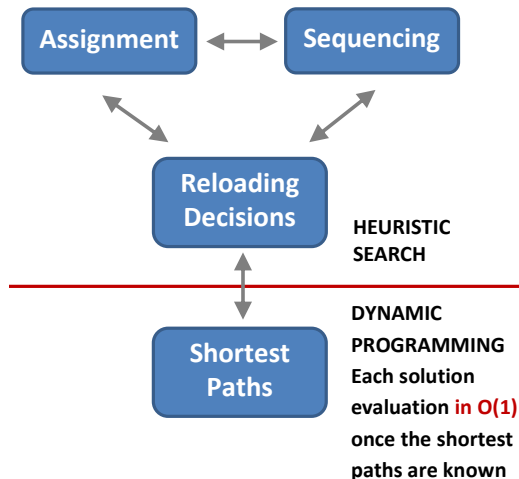 Assignment
Sequencing
Reloading
Decisions
HEURISTIC
SEARCH
Shortest
Paths
DYNAMIC
PROGRAMMING
Each solution
evaluation in O(1)
once the shortest
paths are known